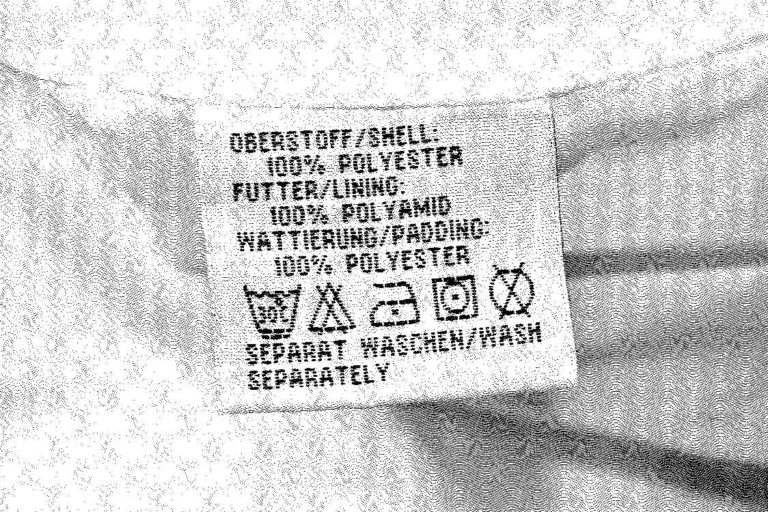 OBERSTOFF/SHELL:
100% POLYESTER
FUTTER/LINING:
100% POLYAMID
WATTIERUNG/PADDING:
100% POLYESTER
30°C
SEPARAT WASCHEN/WASH
SEPARATELY